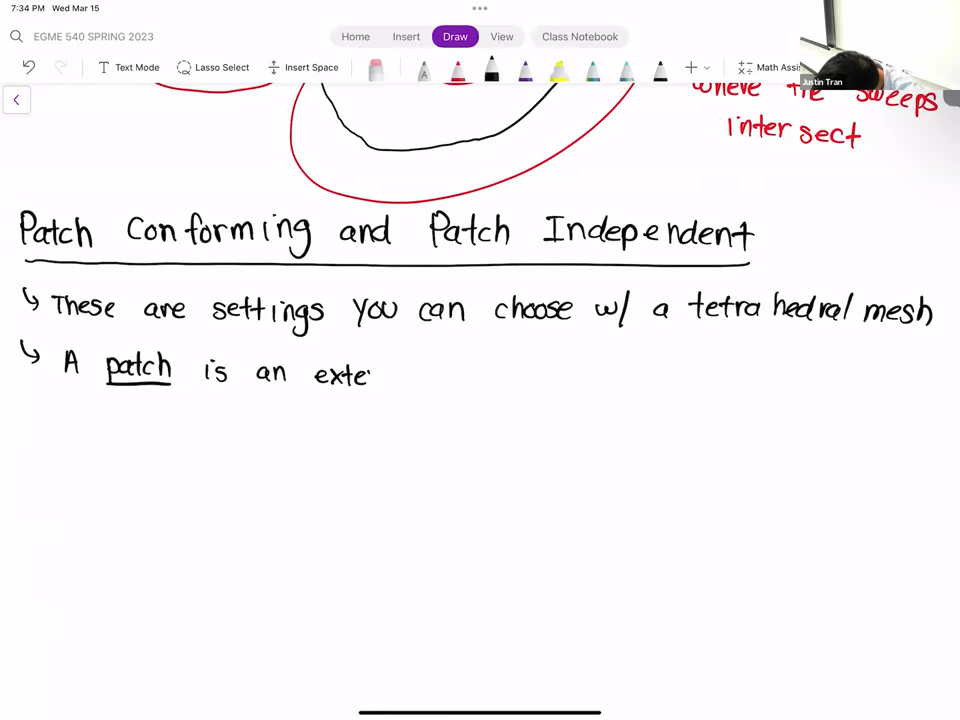 7:34 PM Wed Mar 15
EGME 540 SPRING 2023
Home Insert Draw View Class Notebook
Text Mode Lasso Select Insert Space Math Assis
Justin Tran
where the sweeps
intersect
Patch Conforming and Patch Independent
↳ These are settings you can choose w/ a tetrahedral mesh
↳ A patch is an exte